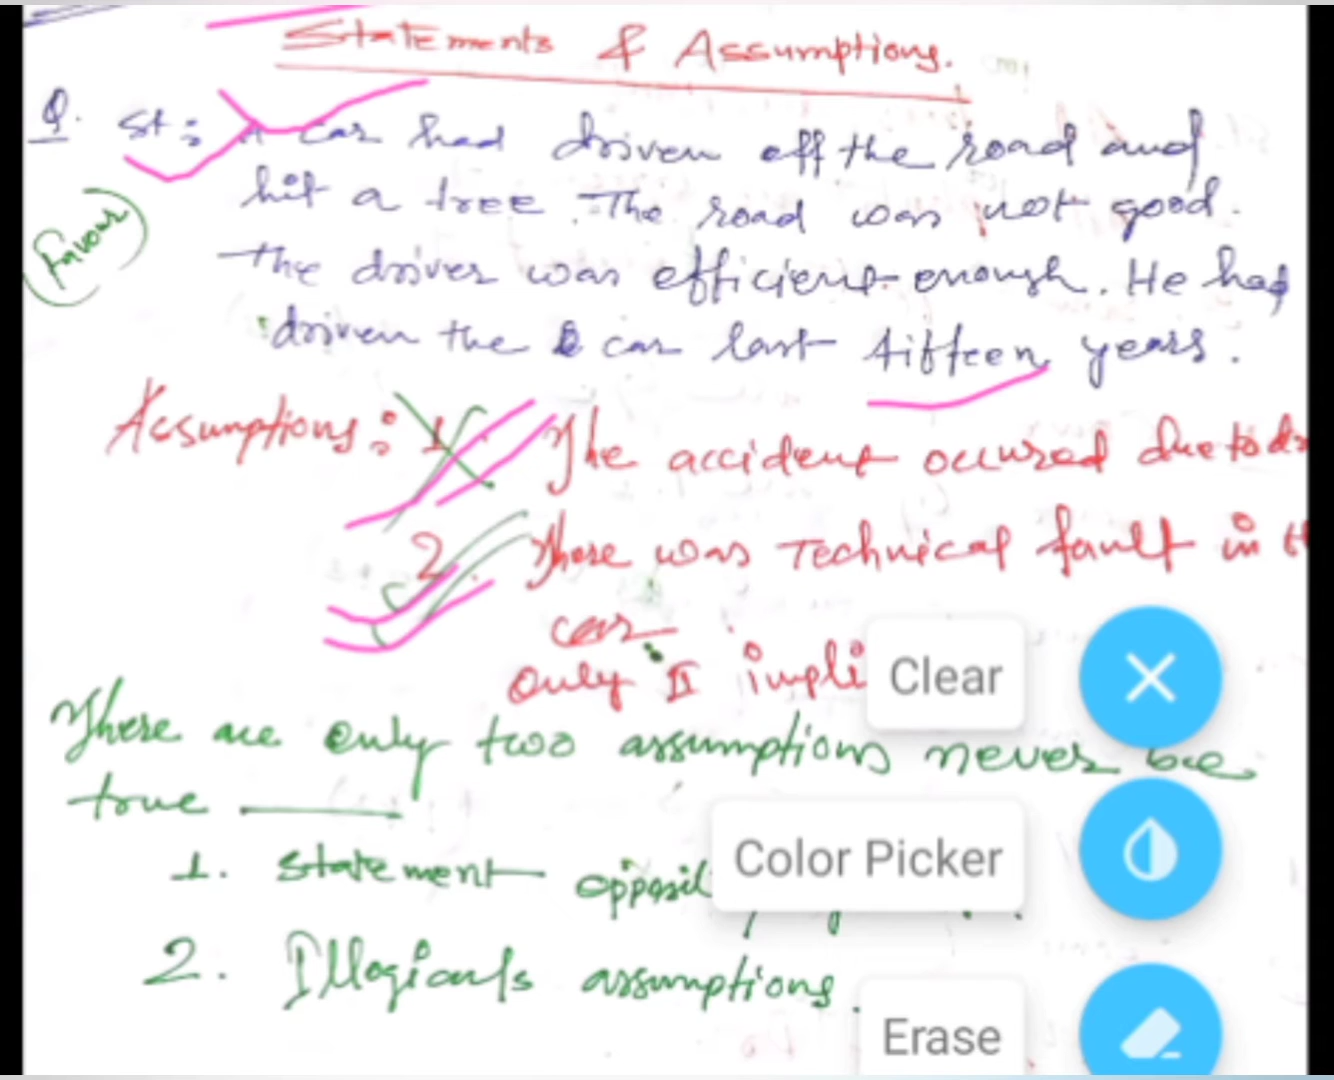 Statements & Assumptions.
Q. St: A car had driven off the road and
hit a tree. The road was not good.
(Favour)
The driver was efficient enough. He had
driven the car last fifteen years.
Assumptions: 1. The accident occured due to
2. There was Technical fault in
car
Only II impli
Clear
There are only two assumptions never be
true
Color Picker
1. Statement
2. Illogicals assumptions.
Erase